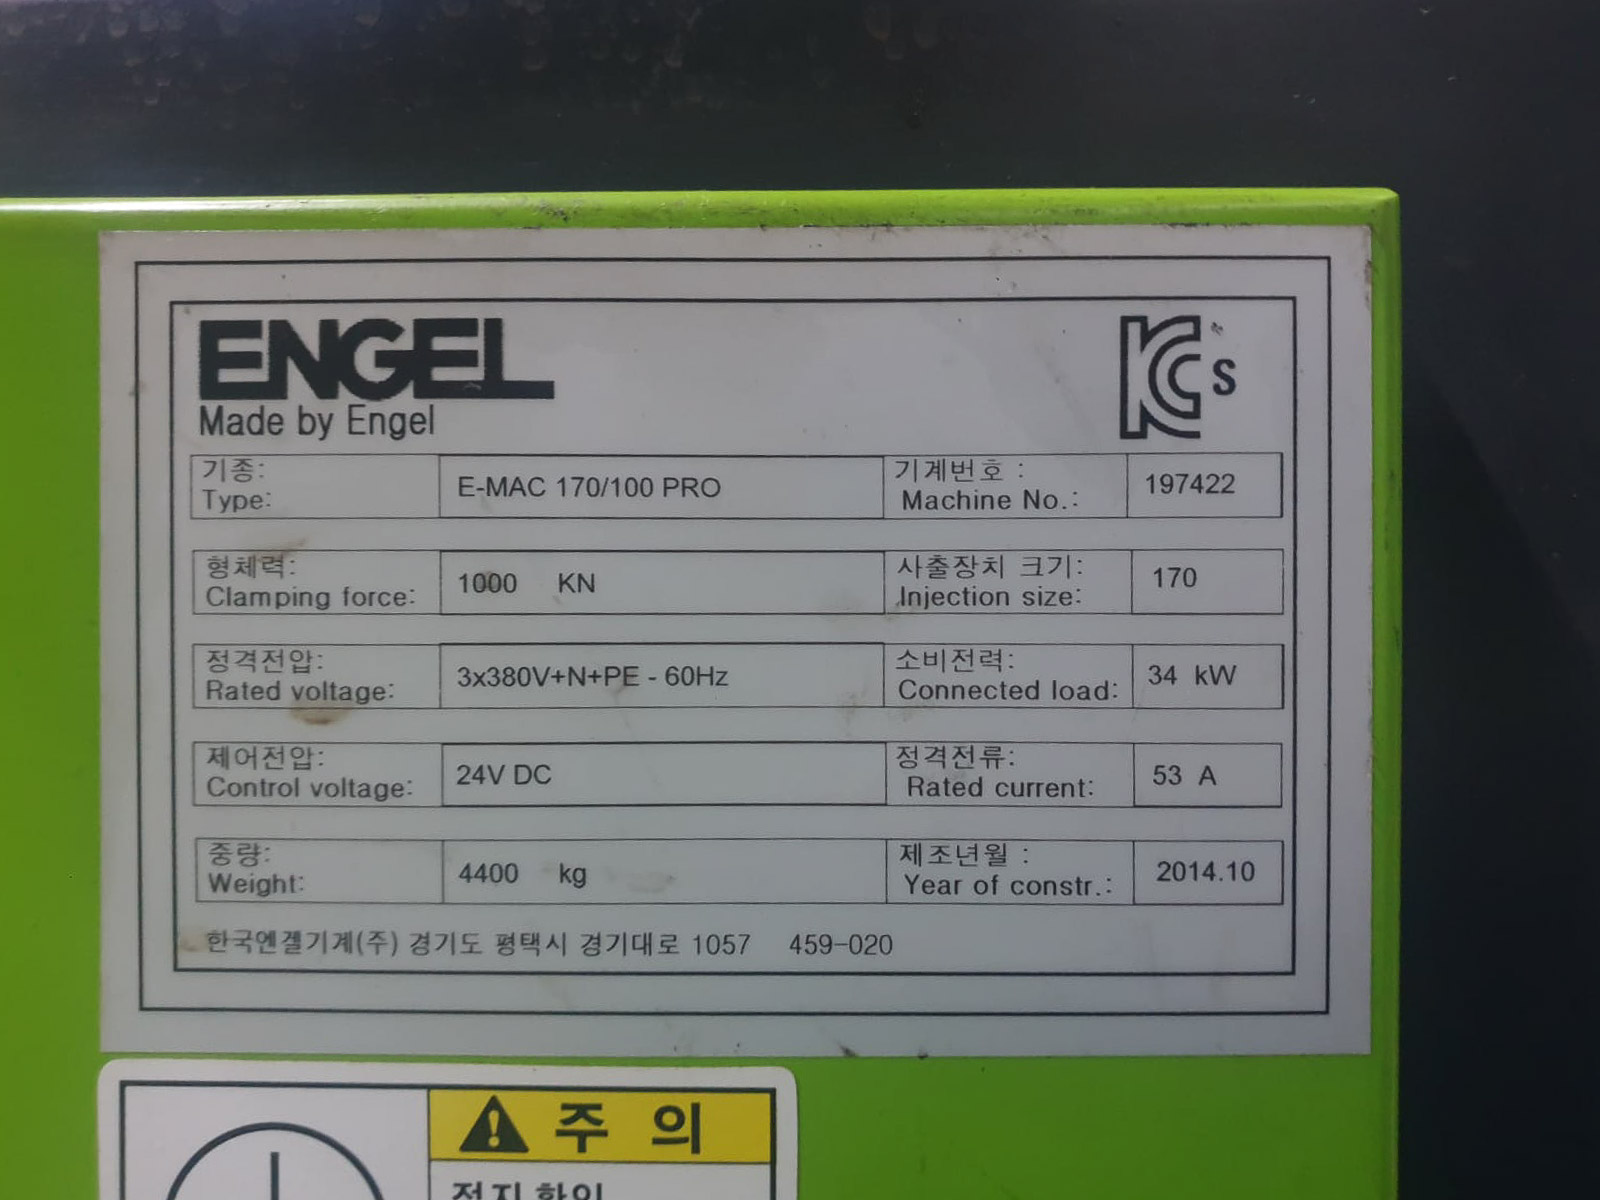 ENGEL
Made by Engel
KC s
기종:
Type:
E-MAC 170/100 PRO
기계번호 :
Machine No.:
197422
형체력:
Clamping force:
1000 KN
사출장치 크기:
Injection size:
170
정격전압:
Rated voltage:
3x380V+N+PE - 60Hz
소비전력:
Connected load:
34 kW
제어전압:
Control voltage:
24V DC
정격전류:
Rated current:
53 A
중량:
Weight:
4400 kg
제조년월 :
Year of constr.:
2014.10
한국엔겔기계(주) 경기도 평택시 경기대로 1057 459-020
주 의